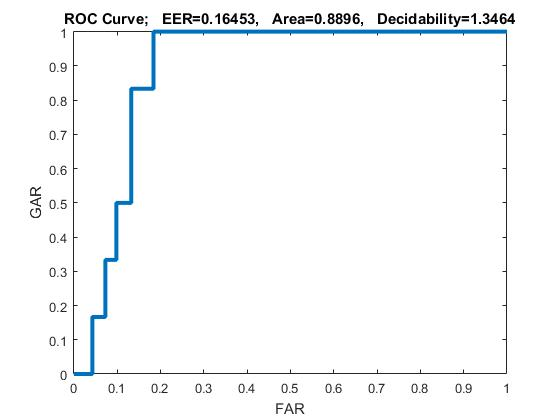 ROC Curve;   EER=0.16453,   Area=0.8896,   Decidability=1.3464
1
0.9
0.8
0.7
0.6
0.5
0.4
0.3
0.2
0.1
0
GAR
0 0.1 0.2 0.3 0.4 0.5 0.6 0.7 0.8 0.9 1
FAR